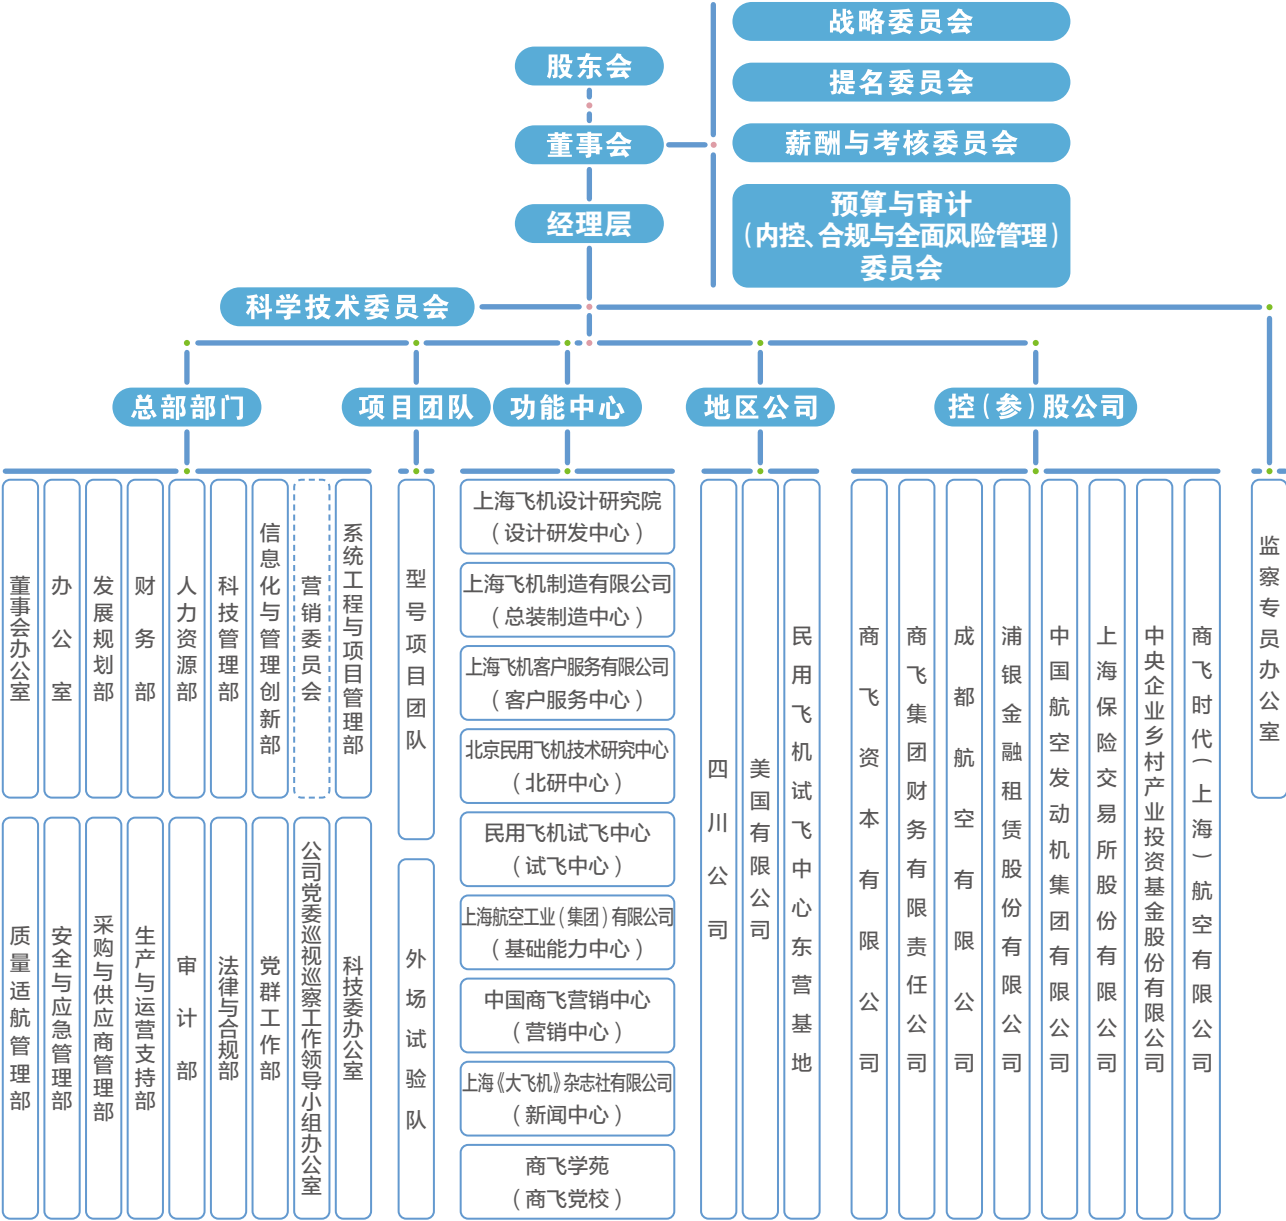 战略委员会
股东会
提名委员会
董事会
薪酬与考核委员会
经理层
预算与审计
（内控、合规与全面风险管理）
委员会
科学技术委员会
总部部门
项目团队
功能中心
地区公司
控（参）股公司
董事会办公室
办公室
发展规划部
财务部
人力资源部
科技管理部
信息化与管理创新部
营销委员会
系统工程与项目管理部
质量适航管理部
安全与应急管理部
采购与供应商管理部
生产与运营支持部
审计部
法律与合规部
党群工作部
公司党委巡视巡察工作领导小组办公室
科技委办公室
型号项目团队
外场试验队
上海飞机设计研究院
（设计研发中心）
上海飞机制造有限公司
（总装制造中心）
上海飞机客户服务有限公司
（客户服务中心）
北京民用飞机技术研究中心
（北研中心）
民用飞机试飞中心
（试飞中心）
上海航空工业（集团）有限公司
（基础能力中心）
中国商飞营销中心
（营销中心）
上海《大飞机》杂志社有限公司
（新闻中心）
商飞学苑
（商飞党校）
四川公司
美国有限公司
民用飞机试飞中心东营基地
商飞资本有限公司
商飞集团财务有限责任公司
成都航空有限公司
浦银金融租赁股份有限公司
中国航空发动机集团有限公司
上海保险交易所股份有限公司
中央企业乡村产业投资基金股份有限公司
商飞时代（上海）航空有限公司
监察专员办公室